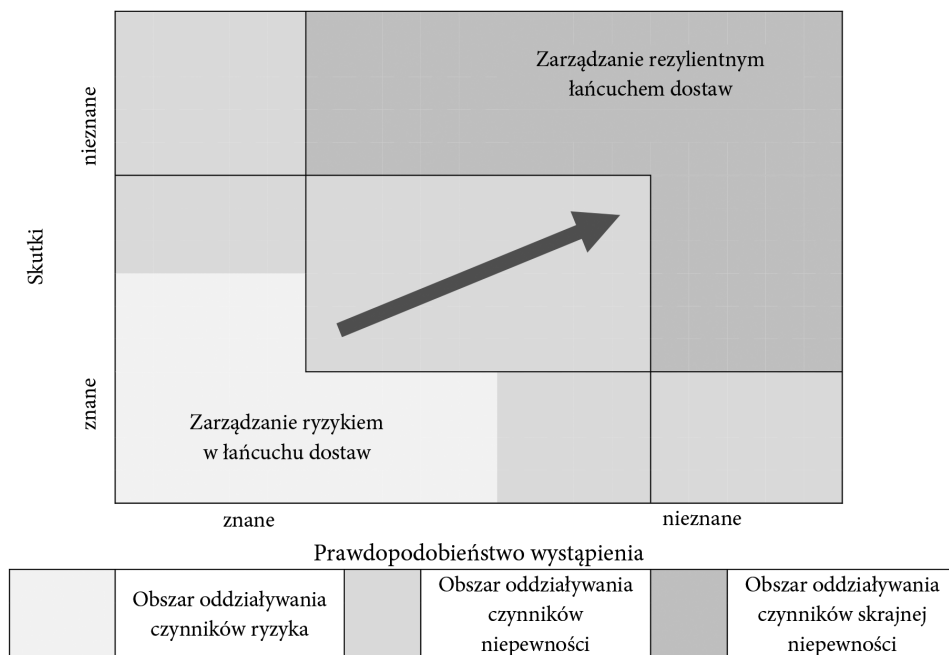 Zarządzanie rezylientnym
łańcuchem dostaw
nieznane
Skutki
znane
Zarządzanie ryzykiem
w łańcuchu dostaw
znane
nieznane
Prawdopodobieństwo wystąpienia
Obszar oddziaływania
czynników ryzyka
Obszar oddziaływania
czynników
niepewności
Obszar oddziaływania
czynników skrajnej
niepewności